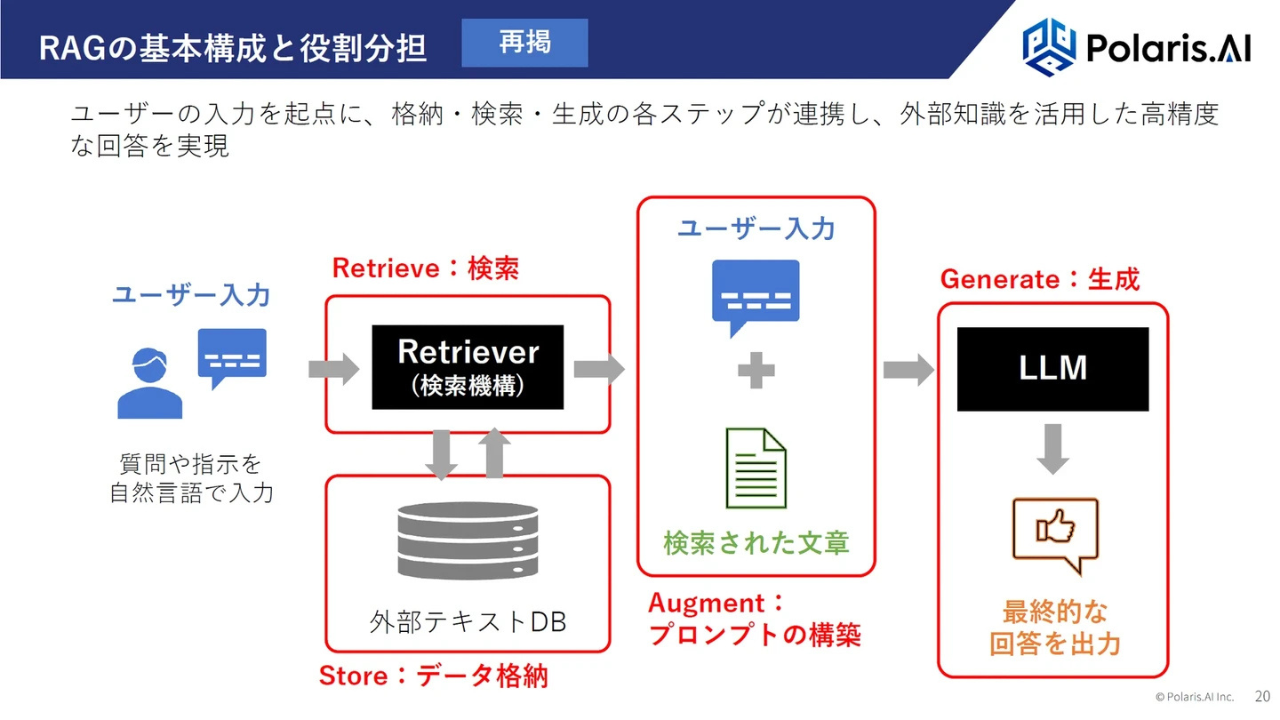 RAGの基本構成と役割分担
再掲
Polaris.AI
ユーザーの入力を起点に、格納・検索・生成の各ステップが連携し、外部知識を活用した高精度
な回答を実現
ユーザー入力
質問や指示を
自然言語で入力
Retrieve：検索
Retriever
(検索機構)
外部テキストDB
Store：データ格納
ユーザー入力
検索された文章
Augment：
プロンプトの構築
Generate：生成
LLM
最終的な
回答を出力
© Polaris.AI Inc.
20